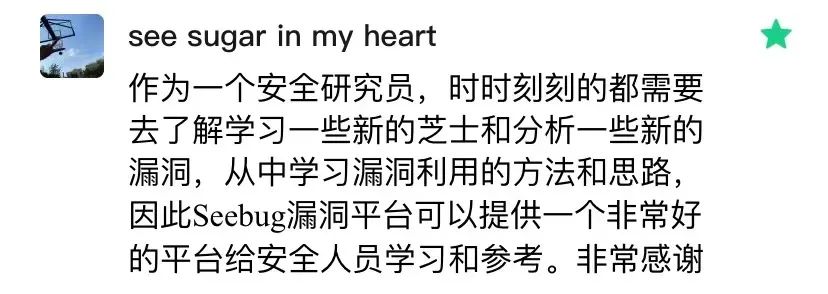 see sugar in my heart
作为一个安全研究员，时时刻刻的都需要
去了解学习一些新的芝士和分析一些新的
漏洞，从中学习漏洞利用的方法和思路，
因此Seebug漏洞平台可以提供一个非常好
的平台给安全人员学习和参考。非常感谢